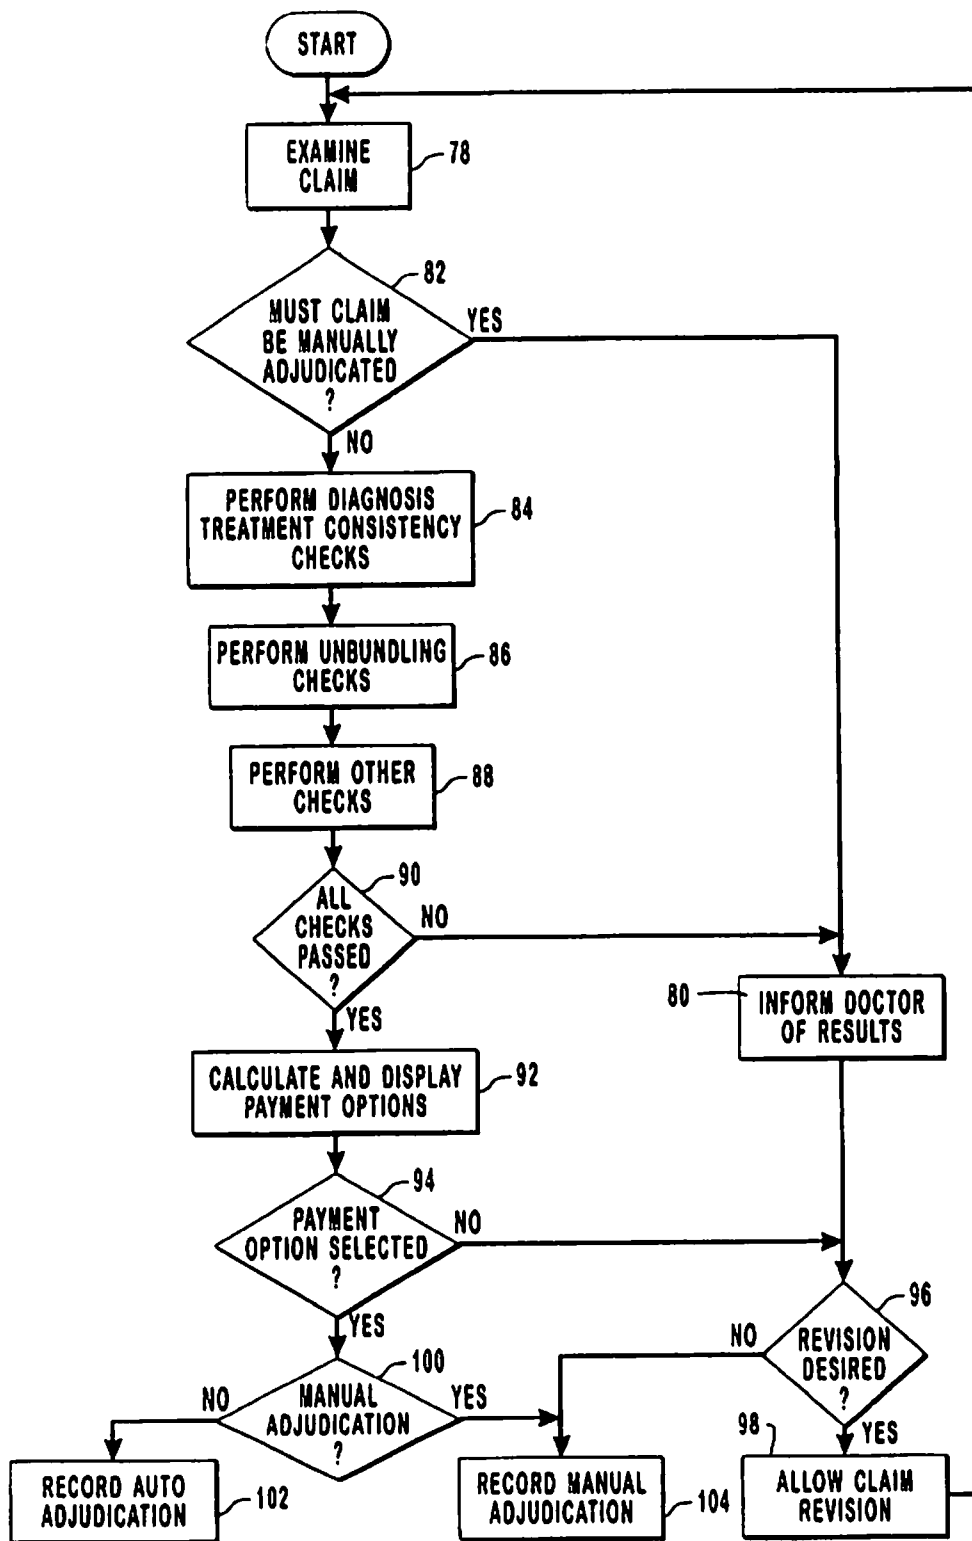 START
EXAMINE
CLAIM
78
82
MUST CLAIM
BE MANUALLY
ADJUDICATED
?
YES
NO
PERFORM DIAGNOSIS
TREATMENT CONSISTENCY
CHECKS
84
PERFORM UNBUNDLING
CHECKS
86
PERFORM OTHER
CHECKS
88
90
ALL
CHECKS
PASSED
?
NO
YES
80
INFORM DOCTOR
OF RESULTS
CALCULATE AND DISPLAY
PAYMENT OPTIONS
92
94
PAYMENT
OPTION SELECTED
?
NO
YES
96
REVISION
DESIRED
?
NO
YES
100
MANUAL
ADJUDICATION
?
NO
YES
RECORD AUTO
ADJUDICATION
102
RECORD MANUAL
ADJUDICATION
104
98
ALLOW CLAIM
REVISION